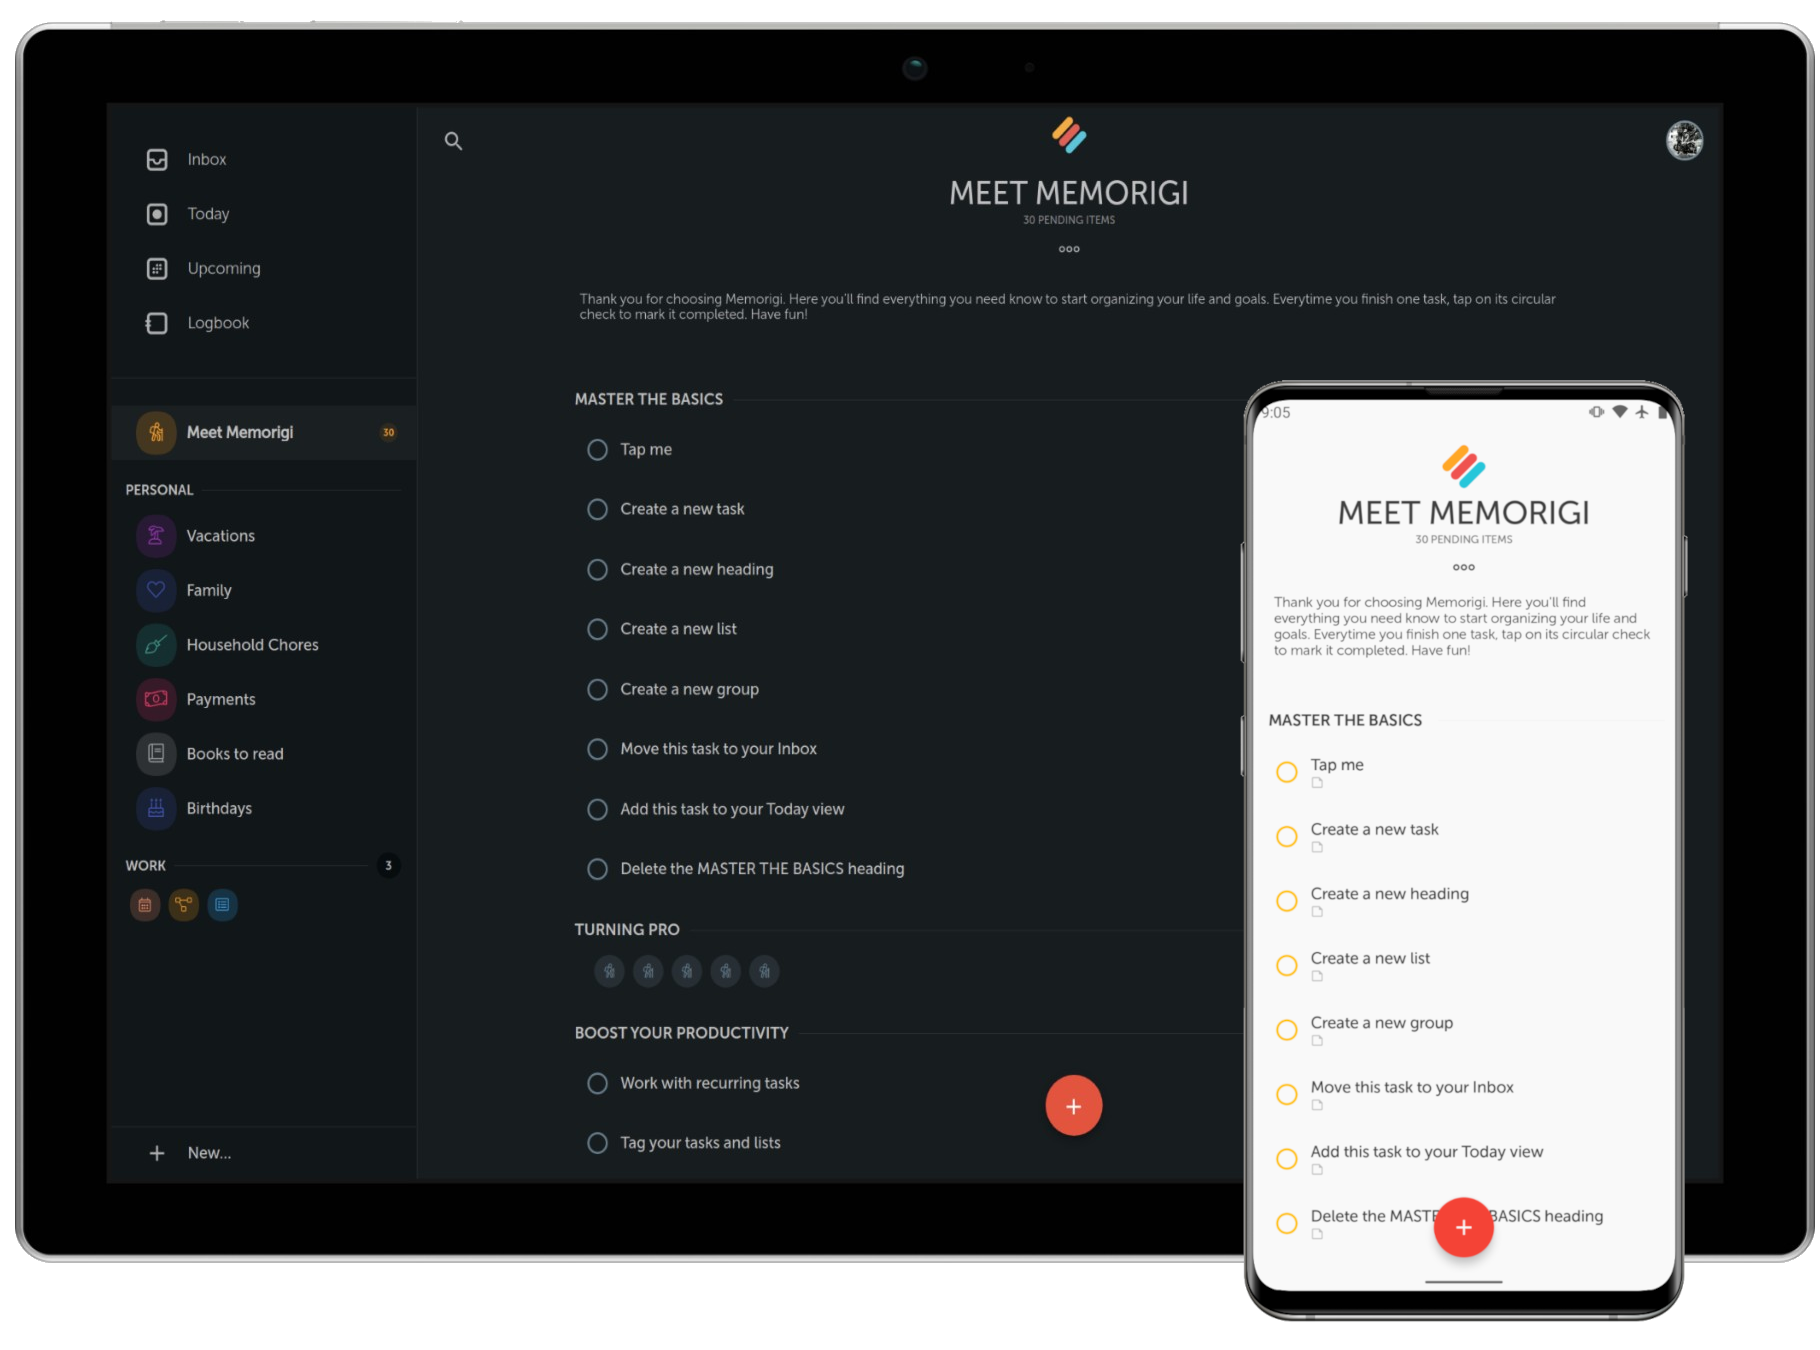 Inbox
Today
Upcoming
Logbook
Meet Memorigi
30
PERSONAL
Vacations
Family
Household Chores
Payments
Books to read
Birthdays
WORK
3
New...
MEET MEMORIGI
30 PENDING ITEMS
Thank you for choosing Memorigi. Here you'll find everything you need know to start organizing your life and goals. Everytime you finish one task, tap on its circular
check to mark it completed. Have fun!
MASTER THE BASICS
Tap me
Create a new task
Create a new heading
Create a new list
Create a new group
Move this task to your Inbox
Add this task to your Today view
Delete the MASTER THE BASICS heading
TURNING PRO
BOOST YOUR PRODUCTIVITY
Work with recurring tasks
Tag your tasks and lists
9:05
MEET MEMORIGI
30 PENDING ITEMS
Thank you for choosing Memorigi. Here you'll find
everything you need know to start organizing your life and
goals. Everytime you finish one task, tap on its circular check
to mark it completed. Have fun!
MASTER THE BASICS
Tap me
Create a new task
Create a new heading
Create a new list
Create a new group
Move this task to your Inbox
Add this task to your Today view
Delete the MASTE BASICS heading